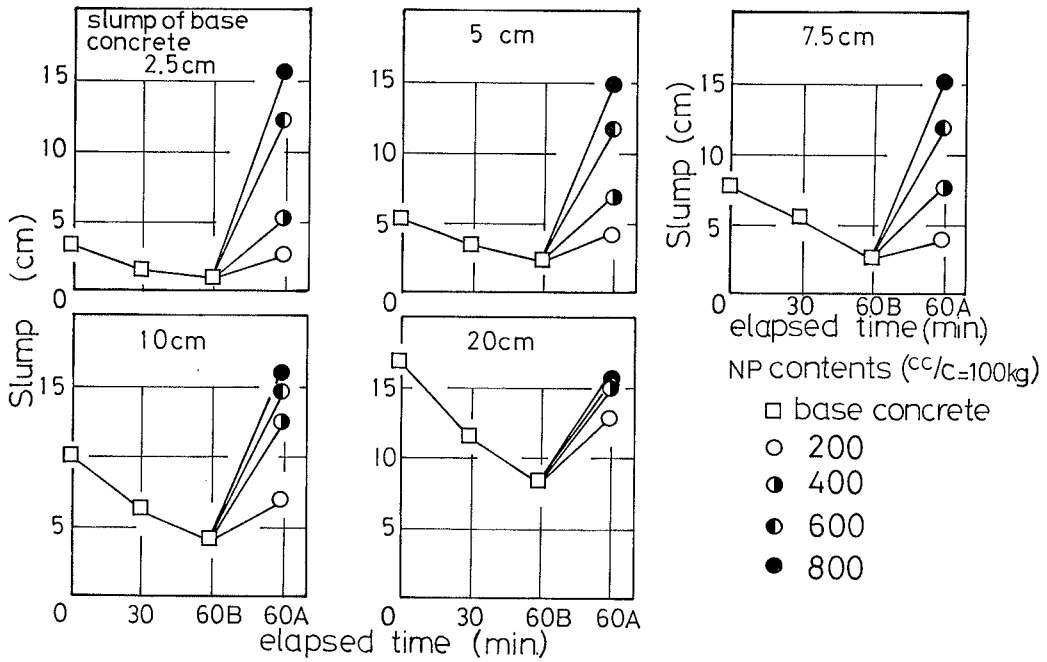 slump of base
concrete
2.5cm
5 cm
7.5cm
15
10
5
0
15
10
5
0
15
10
5
0
Slump (cm)
Slump (cm)
30
60B
60A
elapsed time (min.)
10cm
20cm
15
10
5
0
30
60B
60A
15
10
5
0
30
60B
60A
elapsed time (min.)
NP contents (cc/c=100kg)
base concrete
200
400
600
800